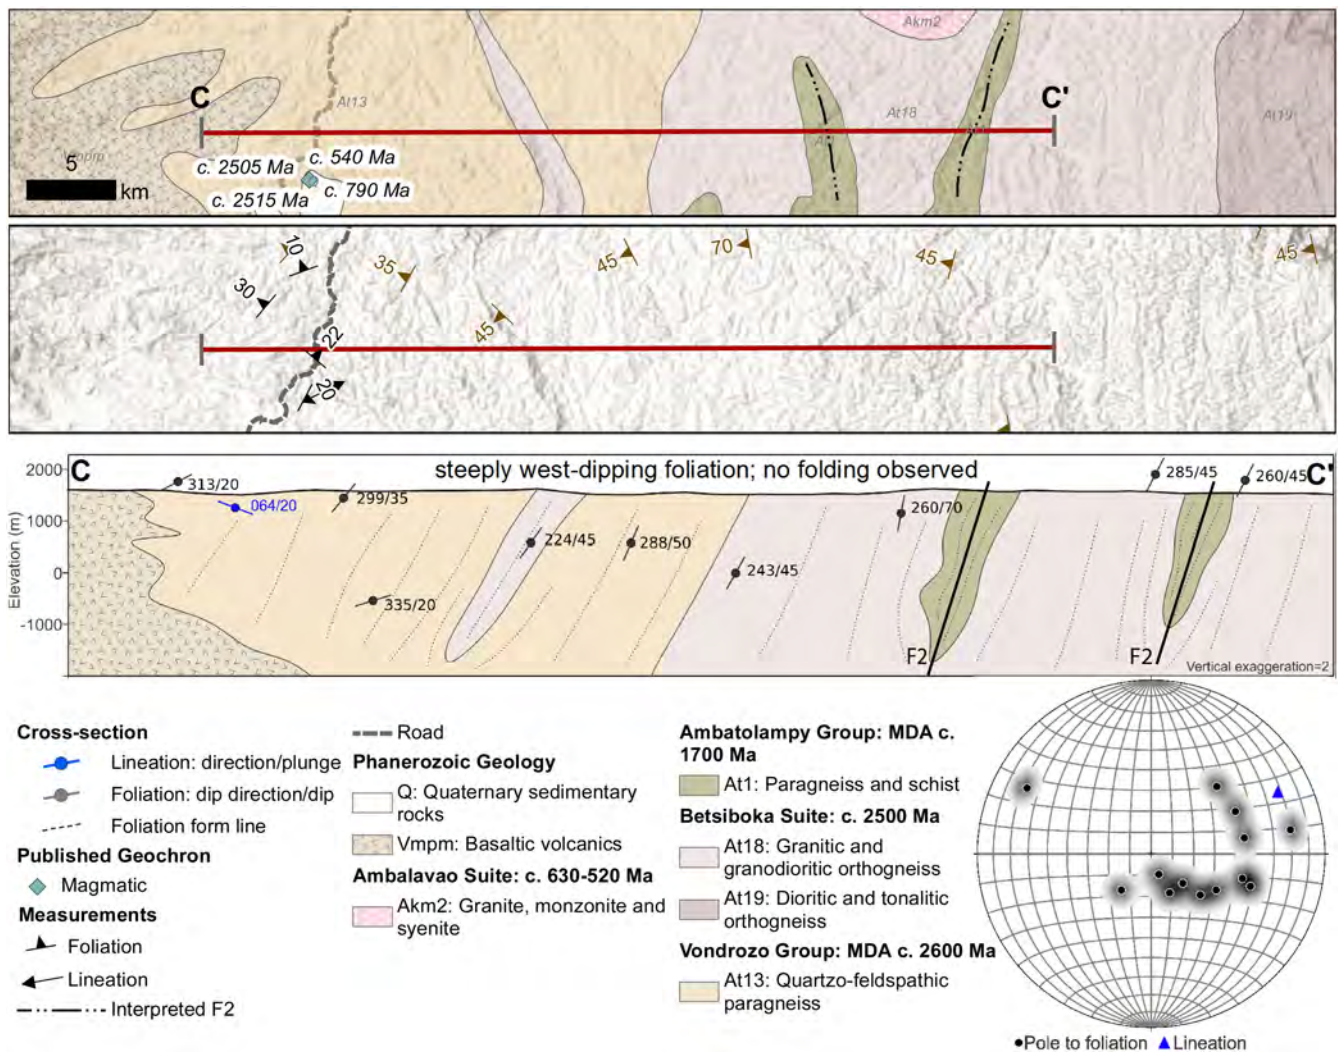 Akm2
C
At13
C'
At18
At19
5
km
c. 2505 Ma
c. 540 Ma
c. 2515 Ma
c. 790 Ma
10
35
45
70
45
45
30
45
22
20
2000
1000
0
-1000
Elevation (m)
C
steeply west-dipping foliation; no folding observed
C'
313/20
064/20
299/35
335/20
224/45
288/50
243/45
260/70
285/45
260/45
F2
F2
Vertical exaggeration=2
Cross-section
Lineation: direction/plunge
Foliation: dip direction/dip
Foliation form line
Published Geochron
Magmatic
Measurements
Foliation
Lineation
Interpreted F2
Road
Phanerozoic Geology
Q: Quaternary sedimentary
rocks
Vmpm: Basaltic volcanics
Ambalavao Suite: c. 630-520 Ma
Akm2: Granite, monzonite and
syenite
Ambatolampy Group: MDA c.
1700 Ma
At1: Paragneiss and schist
Betsiboka Suite: c. 2500 Ma
At18: Granitic and
granodioritic orthogneiss
At19: Dioritic and tonalitic
orthogneiss
Vondrozo Group: MDA c. 2600 Ma
At13: Quartzo-feldspathic
paragneiss
Pole to foliation
Lineation